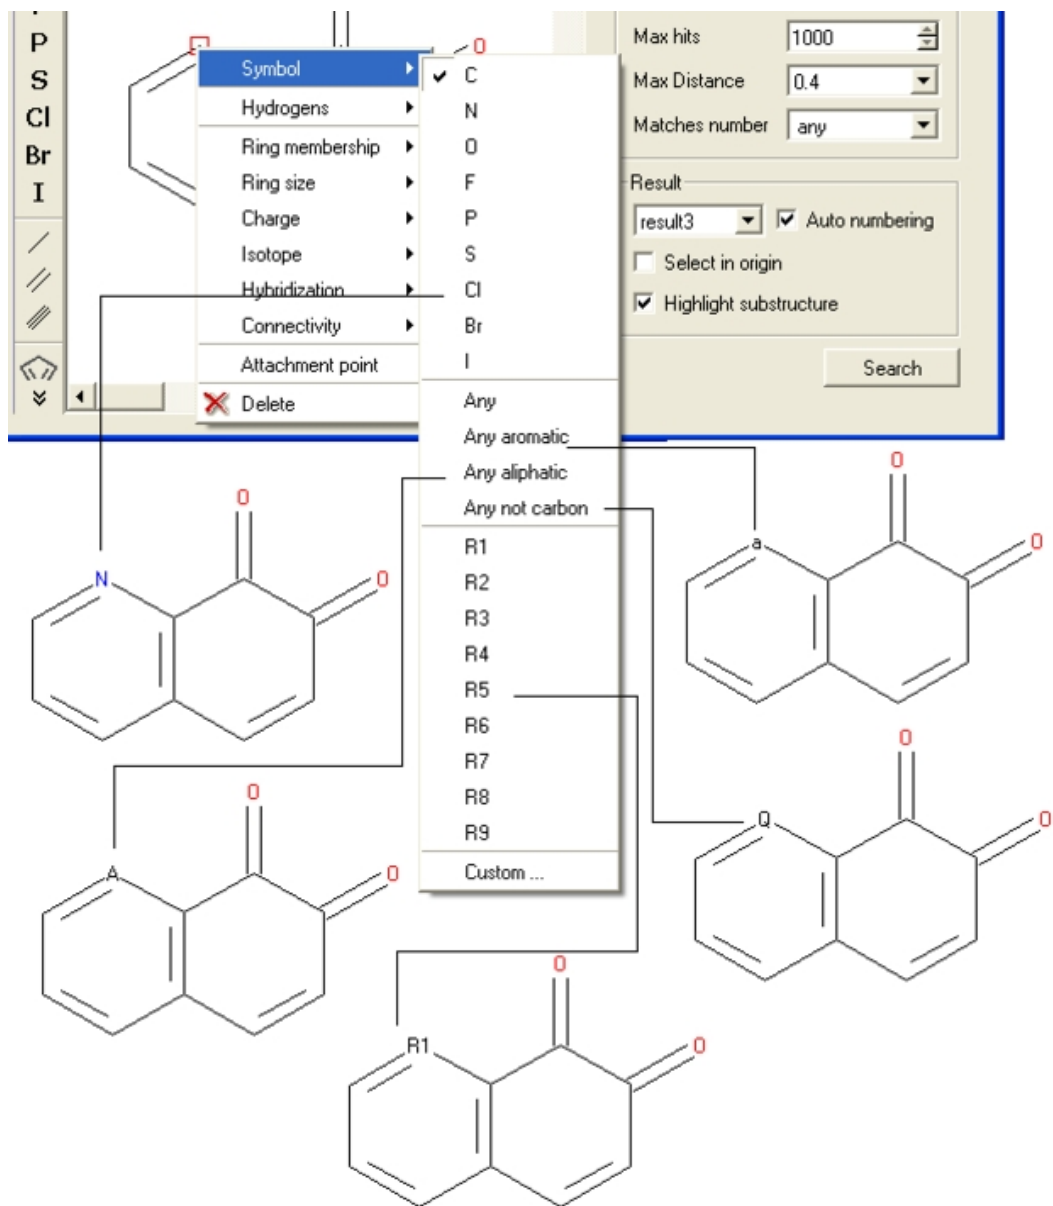 P
S
Cl
Br
I
O
Symbol
Hydrogens
Ring membership
Ring size
Charge
Isotope
Hybridization
Connectivity
Attachment point
Delete
C
N
O
F
P
S
Cl
Br
I
Any
Any aromatic
Any aliphatic
Any not carbon
R1
R2
R3
R4
R5
R6
R7
R8
R9
Custom ...
Max hits 1000
Max Distance 0.4
Matches number any
Result
result3 Auto numbering
Select in origin
Highlight substructure
Search
O
O
N
O
O
a
O
O
A
O
O
Q
O
O
R1